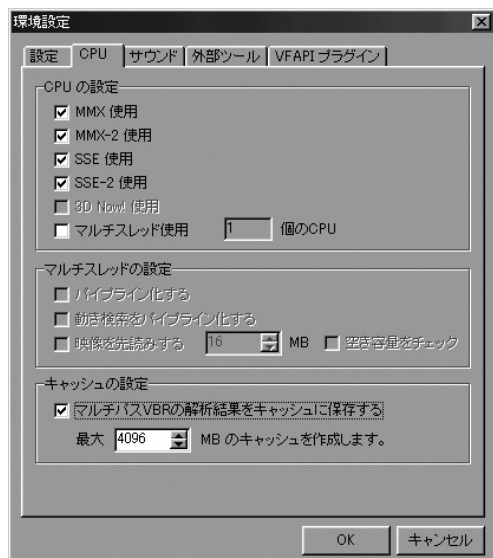 環境設定
設定 CPU サウンド 外部ツール VFAPI プラグイン
CPU の設定
MMX 使用
MMX-2 使用
SSE 使用
SSE-2 使用
3D Now! 使用
マルチスレッド使用 1 個のCPU
マルチスレッドの設定
パイプライン化する
動き検索をパイプライン化する
映像を先読みする 16 MB 空き容量をチェック
キャッシュの設定
マルチパスVBRの解析結果をキャッシュに保存する
最大 4096 MB のキャッシュを作成します。
OK キャンセル